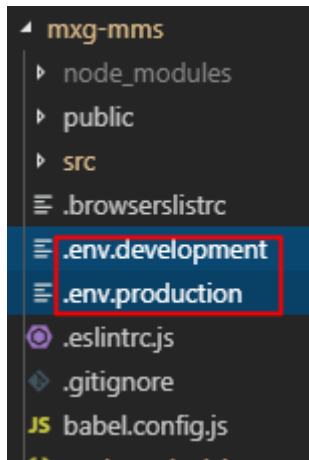 mxg-mms
node_modules
public
src
.browserslistrc
.env.development
.env.production
.eslintrc.js
.gitignore
JS babel.config.js